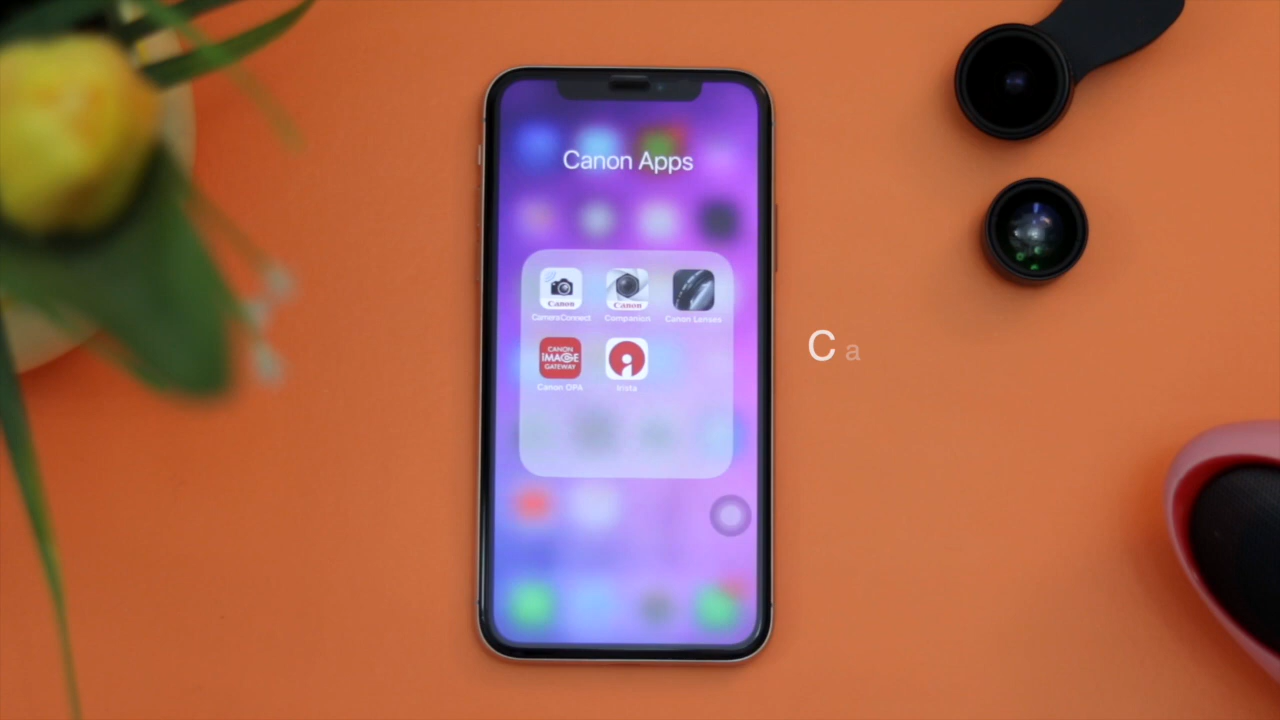 Canon Apps
Canon
Canon
CameraConnect
Companion
Canon Lenses
CANON
iMAGE
GATEWAY
Canon OPA
Irista
C a